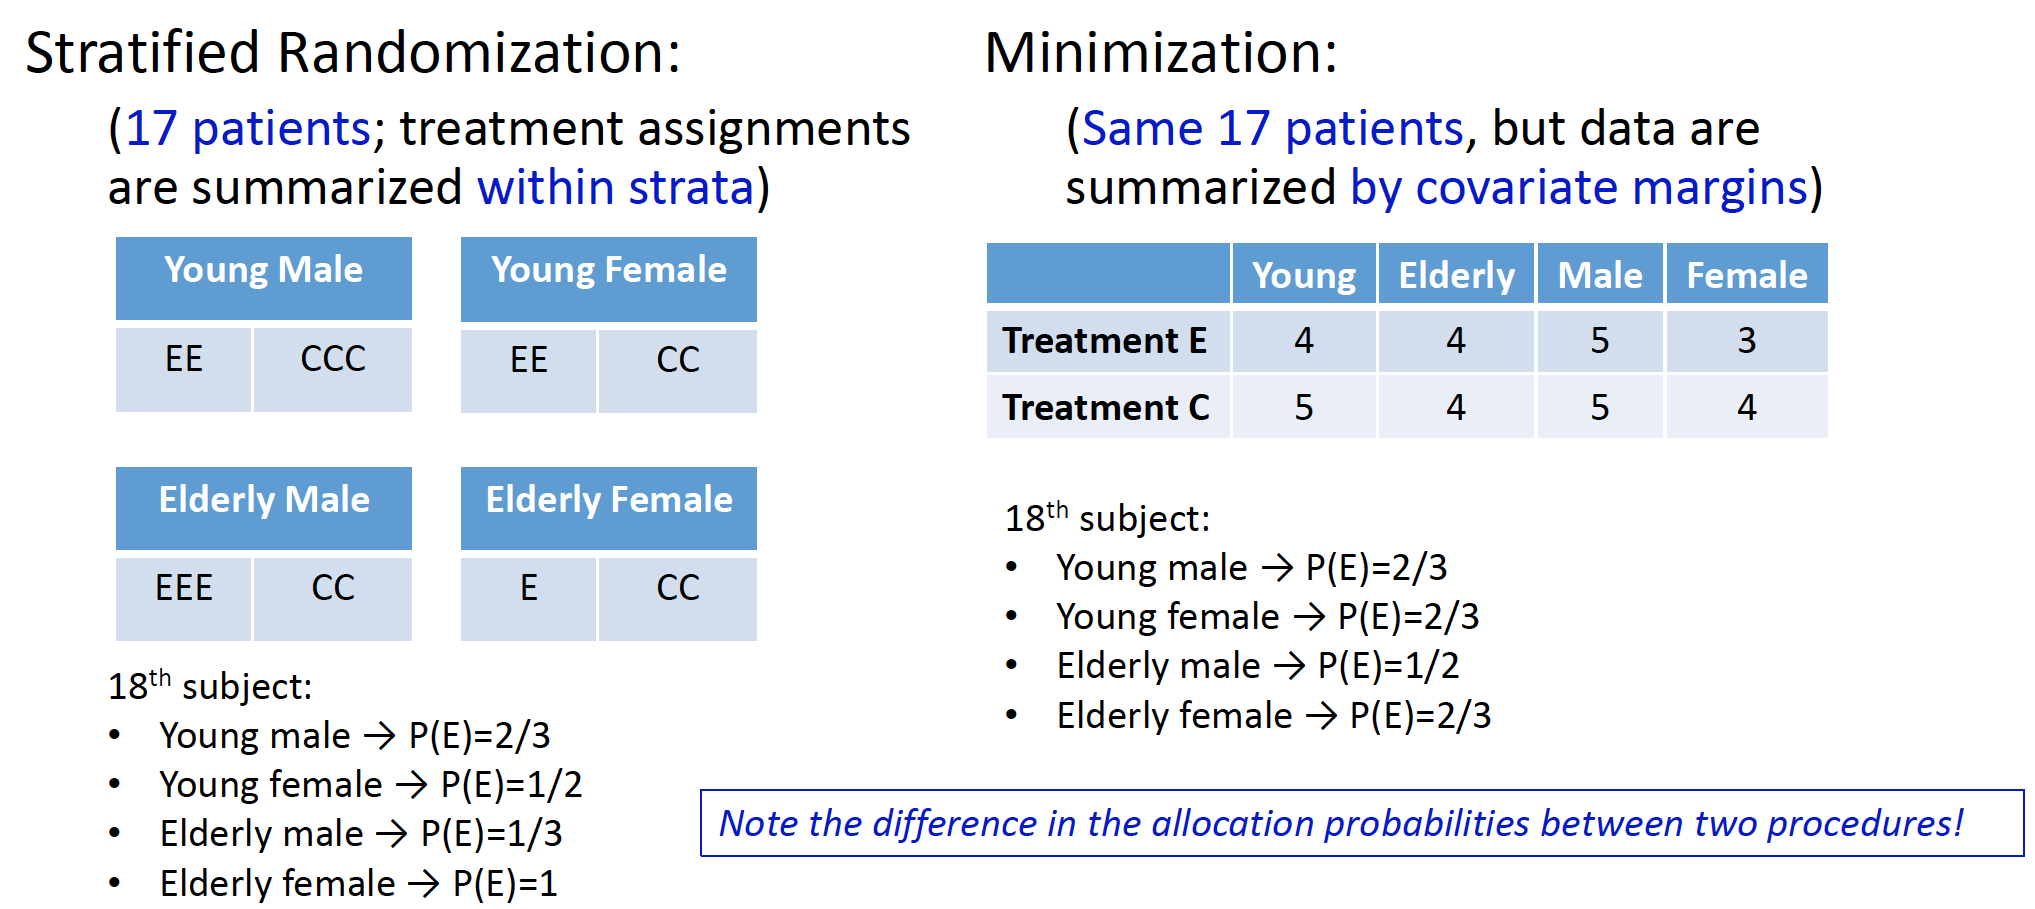 Stratified Randomization:
(17 patients; treatment assignments
are summarized within strata)
Young Male
EE CCC
Young Female
EE CC
Elderly Male
EEE CC
Elderly Female
E CC
18th subject:
• Young male → P(E)=2/3
• Young female → P(E)=1/2
• Elderly male → P(E)=1/3
• Elderly female → P(E)=1
Minimization:
(Same 17 patients, but data are
summarized by covariate margins)
Young Elderly Male Female
Treatment E 4 4 5 3
Treatment C 5 4 5 4
18th subject:
• Young male → P(E)=2/3
• Young female → P(E)=2/3
• Elderly male → P(E)=1/2
• Elderly female → P(E)=2/3
Note the difference in the allocation probabilities between two procedures!